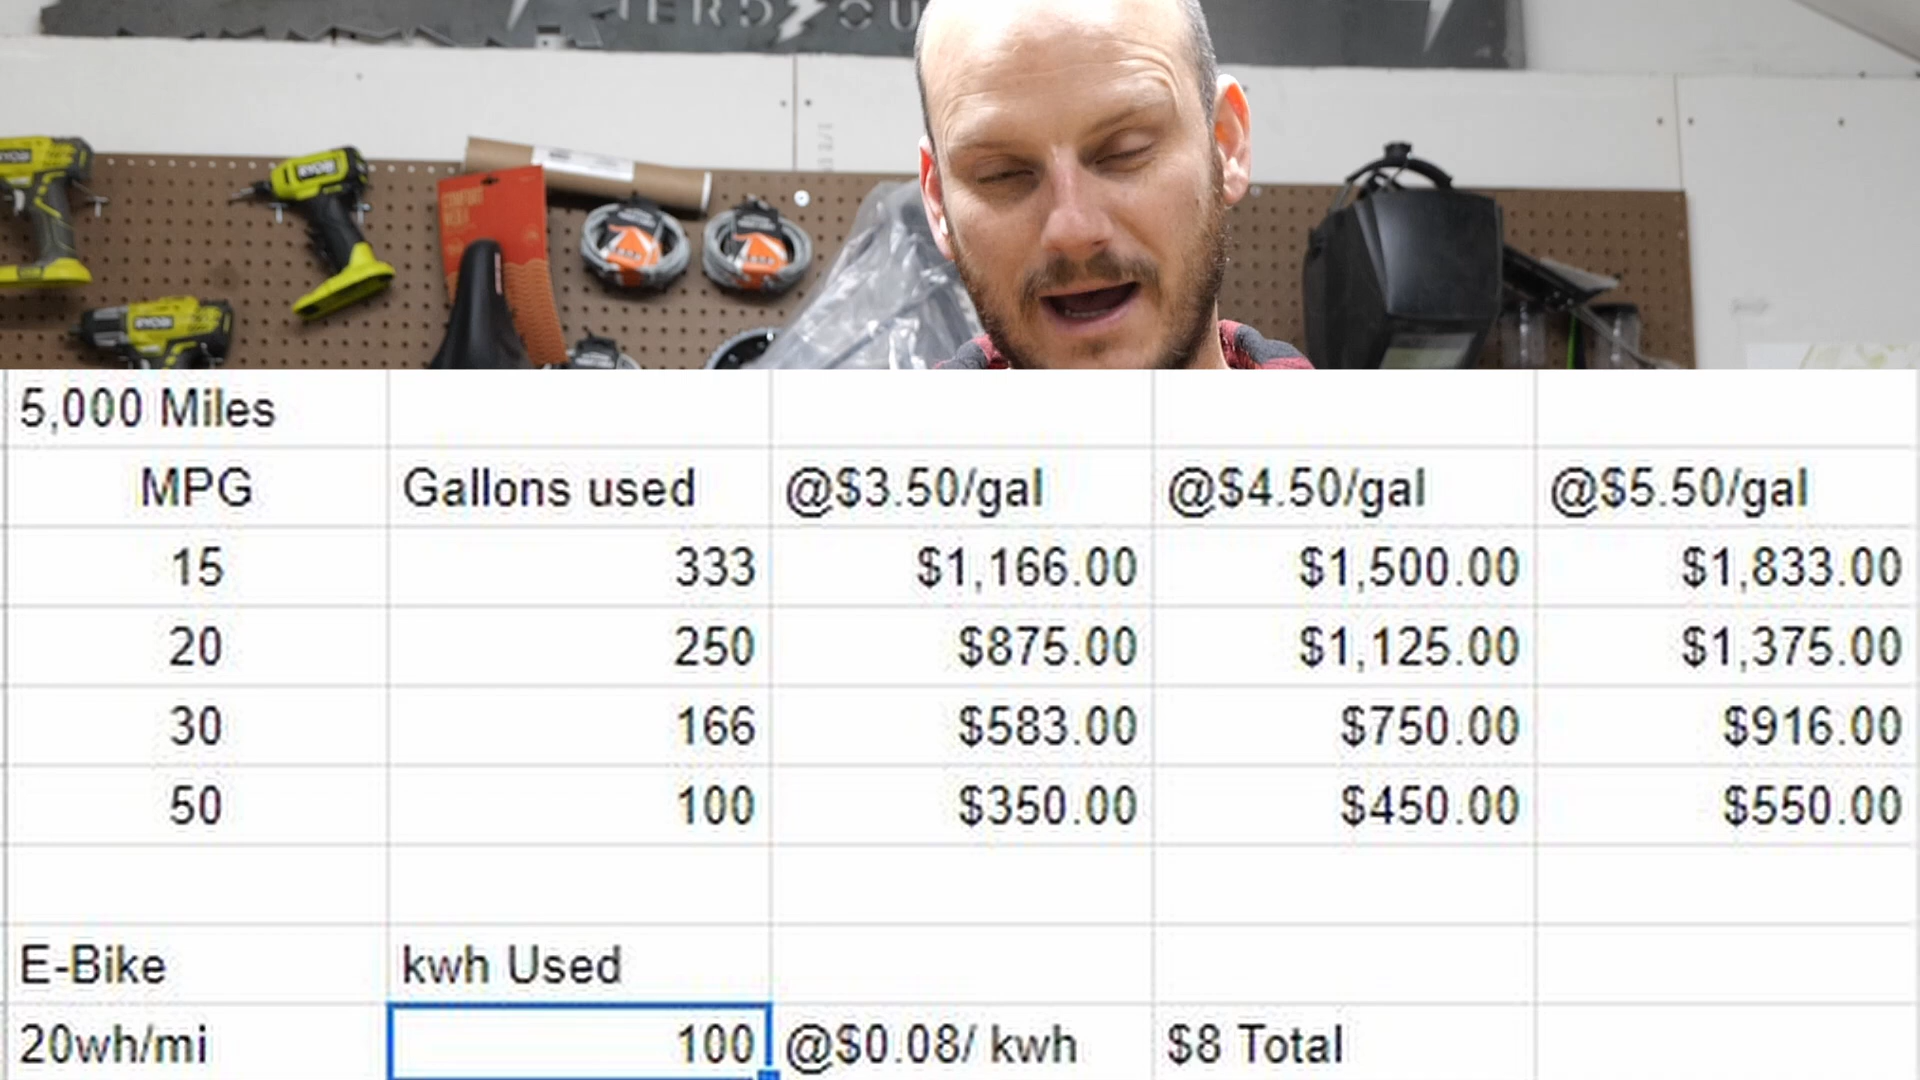 RYOBI
RYOBI
RYOBI
5,000 Miles
MPG Gallons used @$3.50/gal @$4.50/gal @$5.50/gal
15 333 $1,166.00 $1,500.00 $1,833.00
20 250 $875.00 $1,125.00 $1,375.00
30 166 $583.00 $750.00 $916.00
50 100 $350.00 $450.00 $550.00
E-Bike kwh Used
20wh/mi 100 @$0.08/ kwh $8 Total